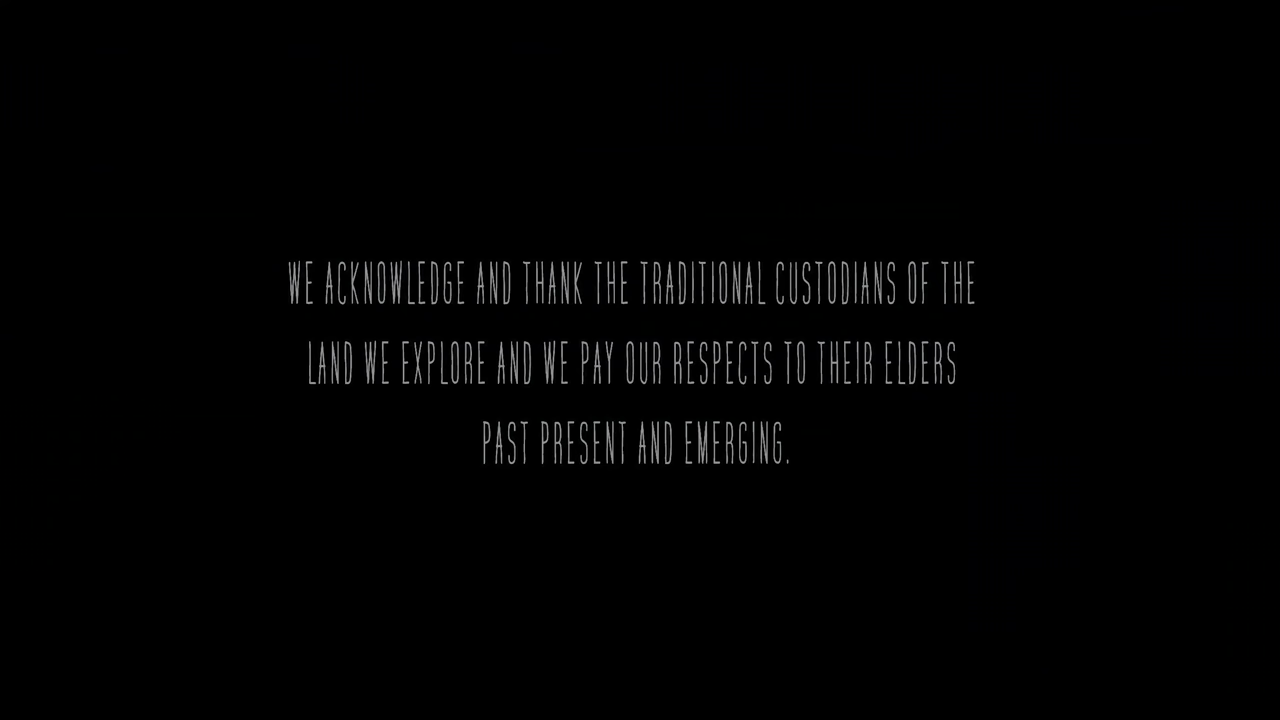 WE ACKNOWLEDGE AND THANK THE TRADITIONAL CUSTODIANS OF THE
LAND WE EXPLORE AND WE PAY OUR RESPECTS TO THEIR ELDERS
PAST PRESENT AND EMERGING.